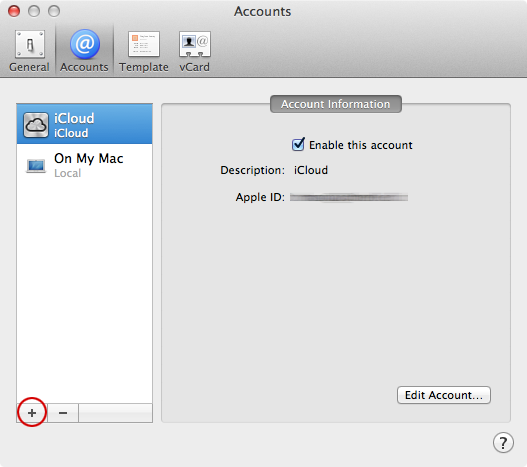 Accounts
General Accounts Template vCard
iCloud
iCloud
On My Mac
Local
Account Information
Enable this account
Description: iCloud
Apple ID:
Edit Account...
+ −
?